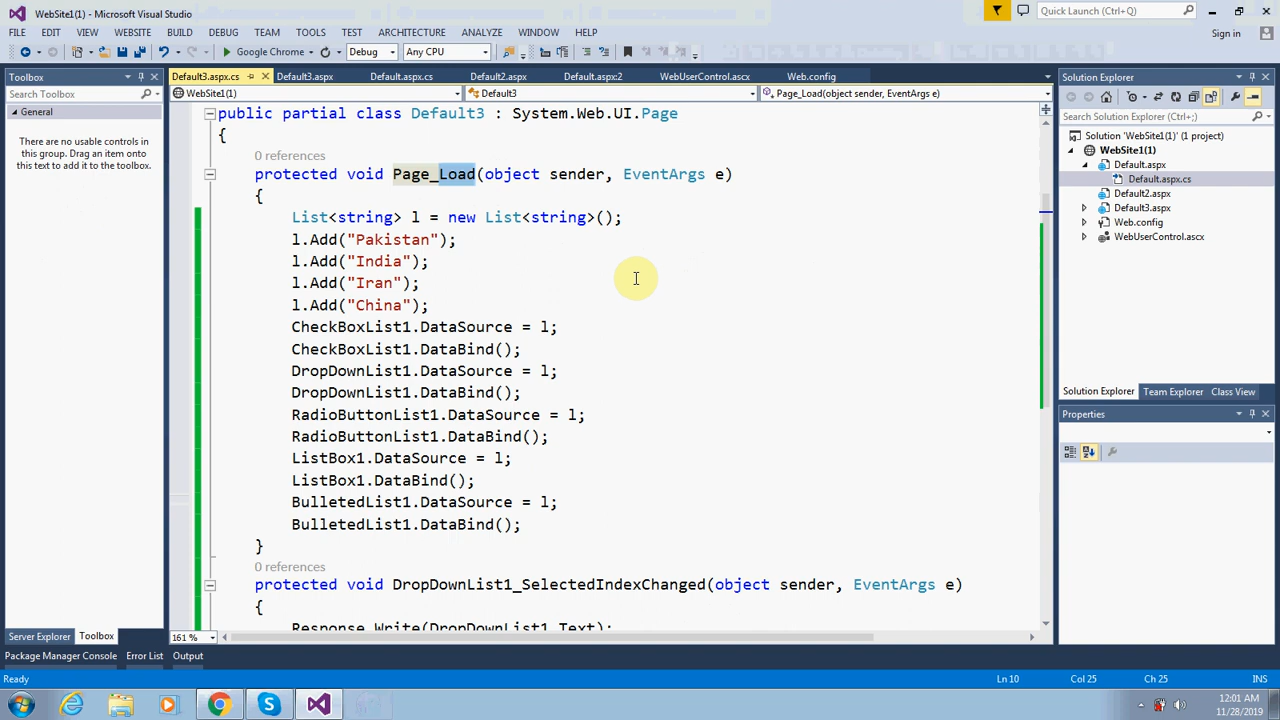 WebSite1(1) - Microsoft Visual Studio
Quick Launch (Ctrl+Q)
FILE EDIT VIEW WEBSITE BUILD DEBUG TEAM TOOLS TEST ARCHITECTURE ANALYZE WINDOW HELP
Sign in
Google Chrome Debug Any CPU
Toolbox
Search Toolbox
General
There are no usable controls in
this group. Drag an item onto
this text to add it to the toolbox.
Default3.aspx.cs Default3.aspx Default.aspx.cs Default2.aspx Default.aspx2 WebUserControl.ascx Web.config
WebSite1(1) Default3 Page_Load(object sender, EventArgs e)
public partial class Default3 : System.Web.UI.Page
{
0 references
protected void Page_Load(object sender, EventArgs e)
{
List<string> l = new List<string>();
l.Add("Pakistan");
l.Add("India");
l.Add("Iran");
l.Add("China");
CheckBoxList1.DataSource = l;
CheckBoxList1.DataBind();
DropDownList1.DataSource = l;
DropDownList1.DataBind();
RadioButtonList1.DataSource = l;
RadioButtonList1.DataBind();
ListBox1.DataSource = l;
ListBox1.DataBind();
BulletedList1.DataSource = l;
BulletedList1.DataBind();
}
0 references
protected void DropDownList1_SelectedIndexChanged(object sender, EventArgs e)
{
Response.Write(DropDownList1.Text);
161 %
Solution Explorer
Search Solution Explorer (Ctrl+;)
Solution 'WebSite1(1)' (1 project)
WebSite1(1)
Default.aspx
Default.aspx.cs
Default2.aspx
Default3.aspx
Web.config
WebUserControl.ascx
Solution Explorer Team Explorer Class View
Properties
Server Explorer Toolbox
Package Manager Console Error List Output
Ready Ln 10 Col 25 Ch 25 INS
12:01 AM
11/28/2019